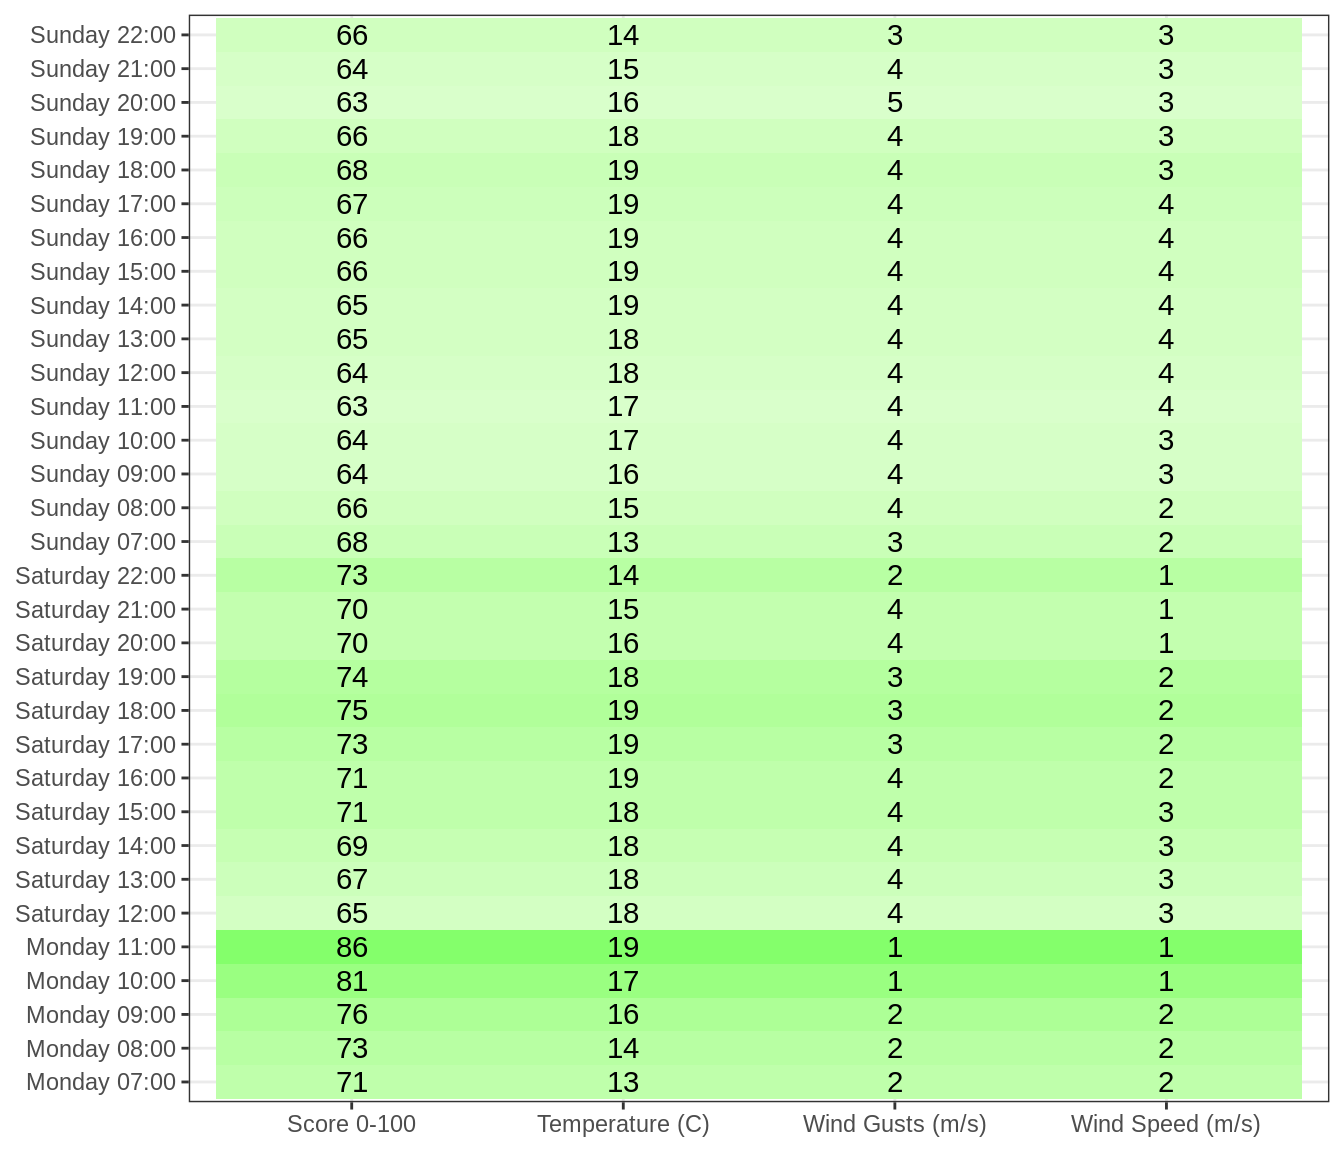 Sunday 22:00 66 14 3 3
Sunday 21:00 64 15 4 3
Sunday 20:00 63 16 5 3
Sunday 19:00 66 18 4 3
Sunday 18:00 68 19 4 3
Sunday 17:00 67 19 4 4
Sunday 16:00 66 19 4 4
Sunday 15:00 66 19 4 4
Sunday 14:00 65 19 4 4
Sunday 13:00 65 18 4 4
Sunday 12:00 64 18 4 4
Sunday 11:00 63 17 4 4
Sunday 10:00 64 17 4 3
Sunday 09:00 64 16 4 3
Sunday 08:00 66 15 4 2
Sunday 07:00 68 13 3 2
Saturday 22:00 73 14 2 1
Saturday 21:00 70 15 4 1
Saturday 20:00 70 16 4 1
Saturday 19:00 74 18 3 2
Saturday 18:00 75 19 3 2
Saturday 17:00 73 19 3 2
Saturday 16:00 71 19 4 2
Saturday 15:00 71 18 4 3
Saturday 14:00 69 18 4 3
Saturday 13:00 67 18 4 3
Saturday 12:00 65 18 4 3
Monday 11:00 86 19 1 1
Monday 10:00 81 17 1 1
Monday 09:00 76 16 2 2
Monday 08:00 73 14 2 2
Monday 07:00 71 13 2 2
Score 0-100 Temperature (C) Wind Gusts (m/s) Wind Speed (m/s)